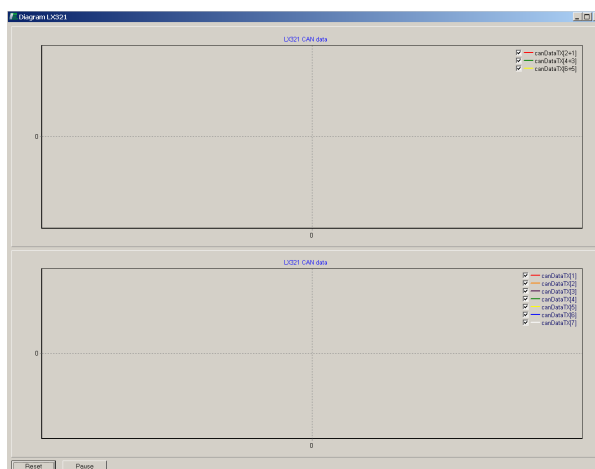 Diagram LX321
LX321 CAN data
canDataTX[2+1]
canDataTX[4+3]
canDataTX[6+5]
0
0
LX321 CAN data
canDataTX[1]
canDataTX[2]
canDataTX[3]
canDataTX[4]
canDataTX[5]
canDataTX[6]
canDataTX[7]
0
0
Reset Pause